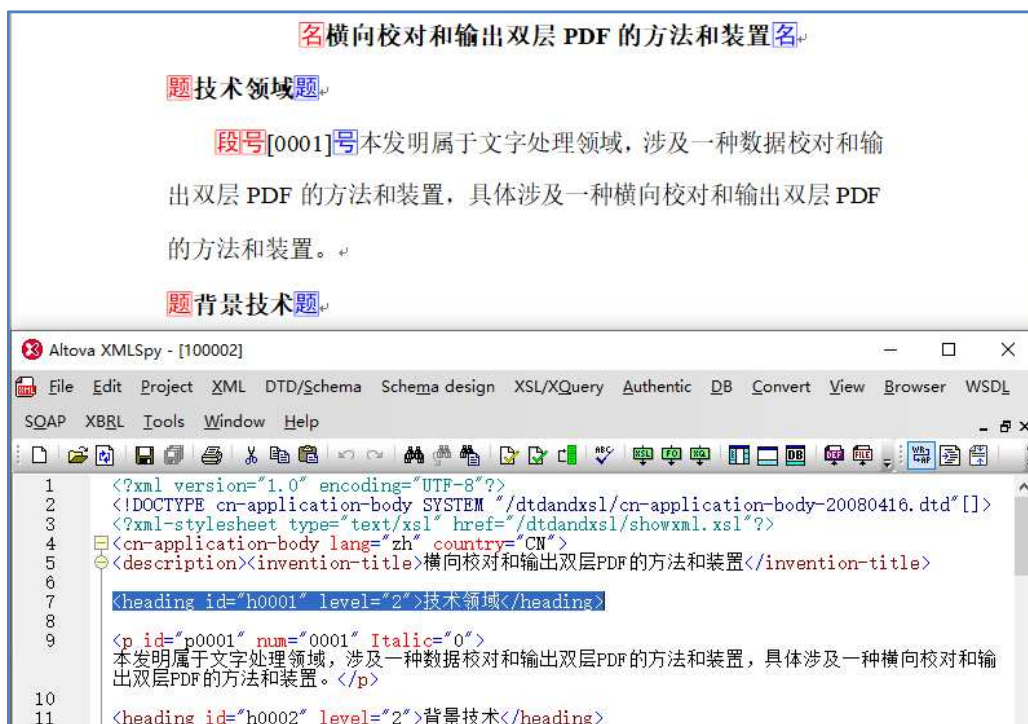 名横向校对和输出双层 PDF 的方法和装置名
题技术领域题
段号[0001]号本发明属于文字处理领域，涉及一种数据校对和输
出双层 PDF 的方法和装置，具体涉及一种横向校对和输出双层 PDF
的方法和装置。
题背景技术题
Altova XMLSpy - [100002]
File Edit Project XML DTD/Schema Schema design XSL/XQuery Authentic DB Convert View Browser WSDL
SOAP XBRL Tools Window Help
ABC XSL FO XQ DB DEF FILE
1 <?xml version="1.0" encoding="UTF-8"?>
2 <!DOCTYPE cn-application-body SYSTEM "/dtdandxsl/cn-application-body-20080416.dtd"[]>
3 <?xml-stylesheet type="text/xsl" href="/dtdandxsl/showxml.xsl"?>
4 <cn-application-body lang="zh" country="CN">
5 <description><invention-title>横向校对和输出双层PDF的方法和装置</invention-title>
6
7 <heading id="h0001" level="2">技术领域</heading>
8
9 <p id="p0001" num="0001" Italic="0">
本发明属于文字处理领域，涉及一种数据校对和输出双层PDF的方法和装置，具体涉及一种横向校对和输
出双层PDF的方法和装置。</p>
10
11 <heading id="h0002" level="2">背景技术</heading>